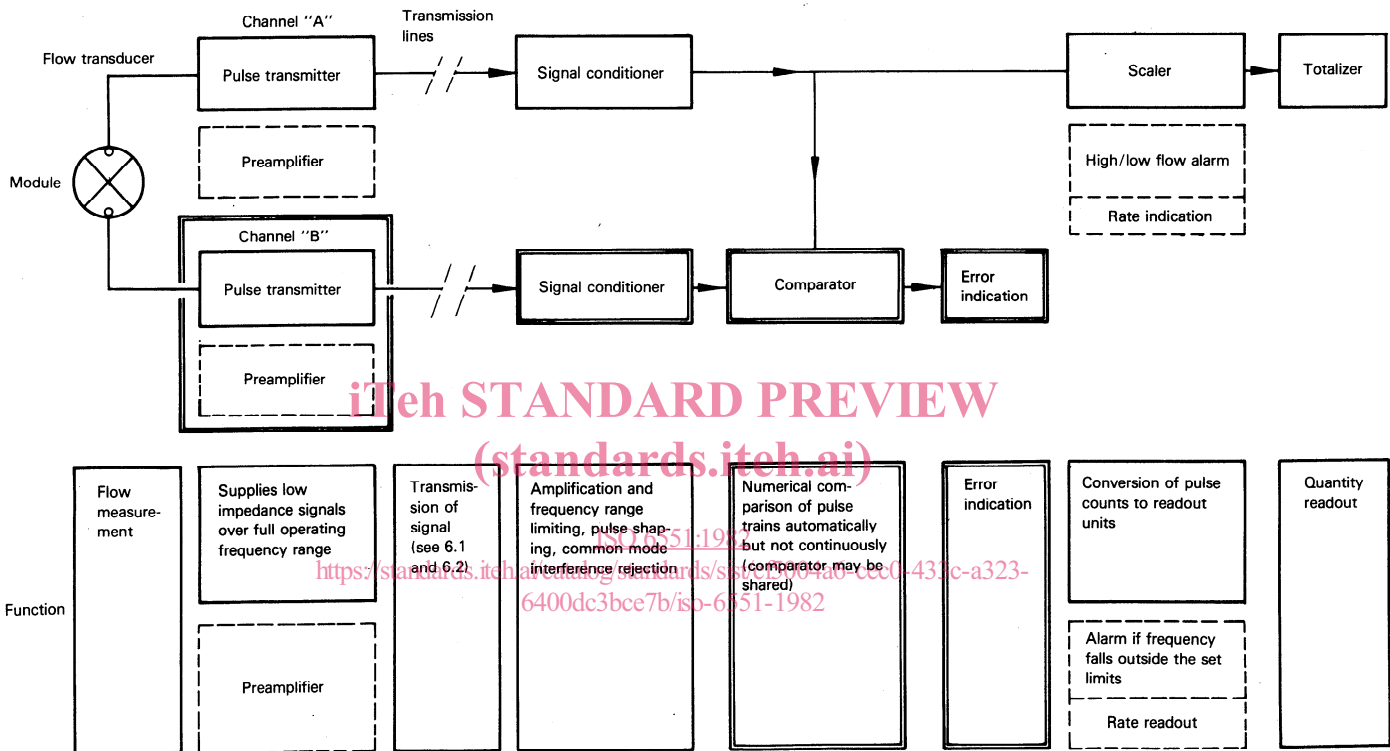 Channel "A"
Transmission
lines
Flow transducer
Pulse transmitter
Signal conditioner
Scaler
Totalizer
Preamplifier
High/low flow alarm
Rate indication
Module
Channel "B"
Pulse transmitter
Signal conditioner
Comparator
Error
indication
Preamplifier
iTeh STANDARD PREVIEW
(standards.iteh.ai)
Function
Flow
measure-
ment
Supplies low
impedance signals
over full operating
frequency range
Preamplifier
Transmis-
sion of
signal
(see 6.1
and 6.2)
Amplification and
frequency range
limiting, pulse shap-
ing, common mode
interference rejection
Numerical com-
parison of pulse
trains automatically
but not continuously
(comparator may be
shared)
Error
indication
Conversion of pulse
counts to readout
units
Alarm if frequency
falls outside the set
limits
Rate readout
Quantity
readout
ISO 6551:1982
6400dc3bce7b/iso-6551-1982